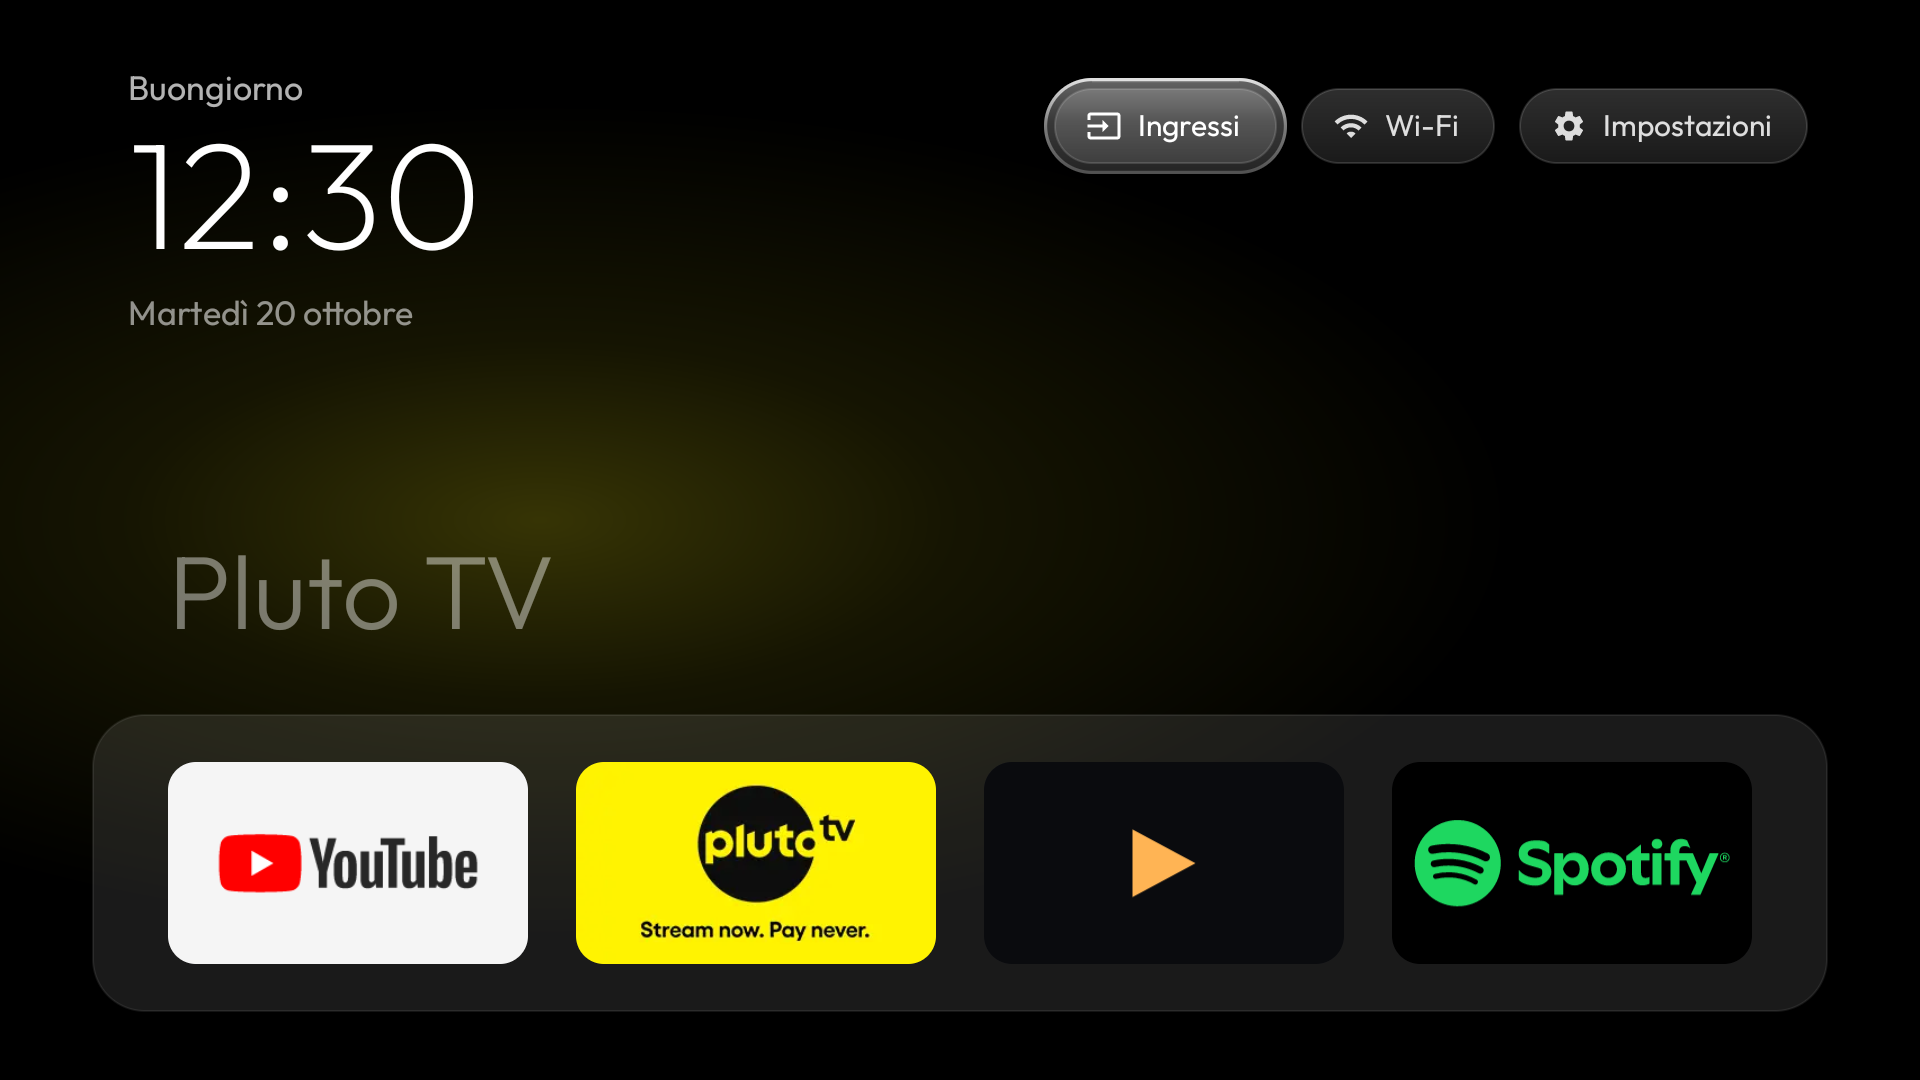 Buongiorno
12:30
Martedì 20 ottobre
Ingressi
Wi-Fi
Impostazioni
Pluto TV
YouTube
pluto tv
Stream now. Pay never.
Spotify®